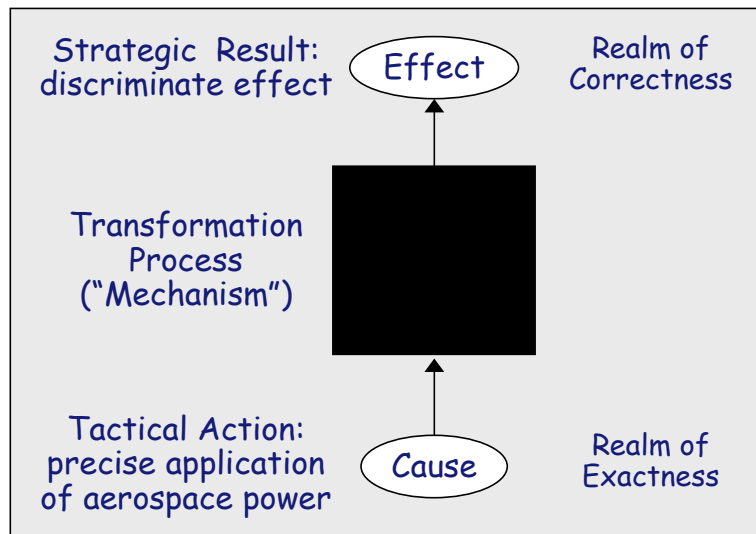 Strategic Result:
discriminate effect
Effect
Realm of
Correctness
Transformation
Process
(“Mechanism”)
Tactical Action:
precise application
of aerospace power
Cause
Realm of
Exactness